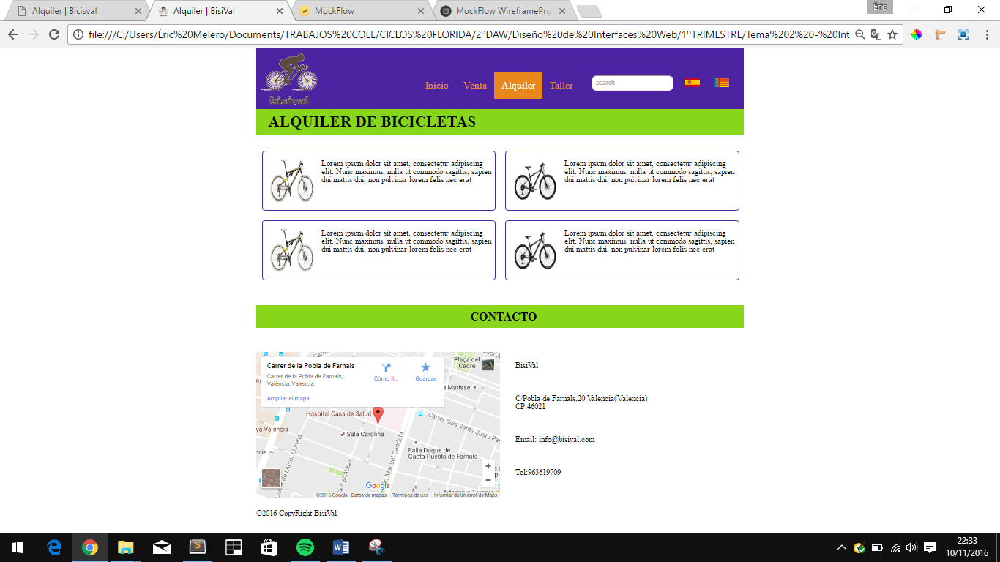 Alquiler | Bicisval
Alquiler | BisiVal
MockFlow
MockFlow WireframePro
Éric
file:///C:/Users/Éric%20Melero/Documents/TRABAJOS%20COLE/CICLOS%20FLORIDA/2ºDAW/Diseño%20de%20Interfaces%20Web/1ºTRIMESTRE/Tema%202%20-%20Int
bisival
Inicio
Venta
Alquiler
Taller
search
ALQUILER DE BICICLETAS
Lorem ipsum dolor sit amet, consectetur adipiscing
elit. Nunc maximus, nulla ut commodo sagittis, sapien
dui mattis dui, non pulvinar lorem felis nec erat
Lorem ipsum dolor sit amet, consectetur adipiscing
elit. Nunc maximus, nulla ut commodo sagittis, sapien
dui mattis dui, non pulvinar lorem felis nec erat
Lorem ipsum dolor sit amet, consectetur adipiscing
elit. Nunc maximus, nulla ut commodo sagittis, sapien
dui mattis dui, non pulvinar lorem felis nec erat
Lorem ipsum dolor sit amet, consectetur adipiscing
elit. Nunc maximus, nulla ut commodo sagittis, sapien
dui mattis dui, non pulvinar lorem felis nec erat
CONTACTO
Carrer de la Pobla de Farnals
Carrer de la Pobla de Farnals,
València, Valencia
Cómo ll...
Guardar
Ampliar el mapa
Plaça del
Cedre
a Matisse
Hospital Casa de Salud
Carrer dels Sants Just i Pas
ya Valencia
Sala Carolina
Falla Duque de
Gaeta-Puebla de Farnals
ncia
Carrer de l'Actor Llorens
én al Abbar
Dr. Manuel Candela
Google
©2016 Google - Datos de mapas
Términos de uso
Informar de un error de Maps
BisiVal
C/Pobla de Farnals,20 Valencia(Valencia)
CP:46021
Email: info@bisival.com
Tel:963619709
©2016 CopyRight BisiVal
22:33
10/11/2016